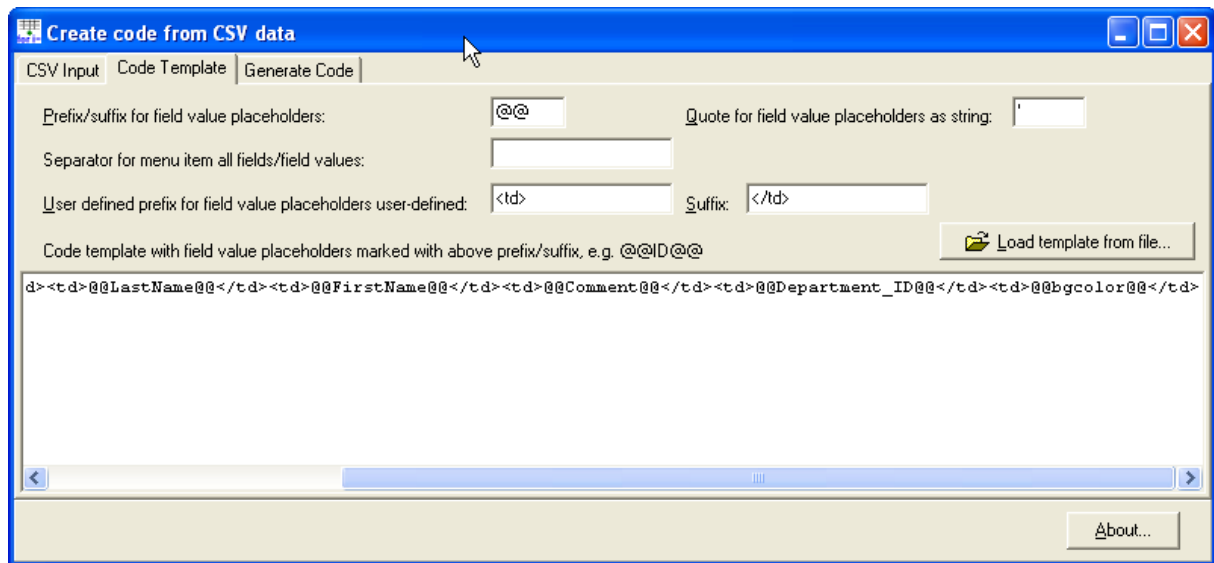 Create code from CSV data
CSV Input Code Template Generate Code
Prefix/suffix for field value placeholders: @@ Quote for field value placeholders as string: '
Separator for menu item all fields/field values:
User defined prefix for field value placeholders user-defined: <td> Suffix: </td>
Code template with field value placeholders marked with above prefix/suffix, e.g. @@ID@@ Load template from file...
d><td>@@LastName@@</td><td>@@FirstName@@</td><td>@@Comment@@</td><td>@@Department_ID@@</td><td>@@bgcolor@@</td>
About...